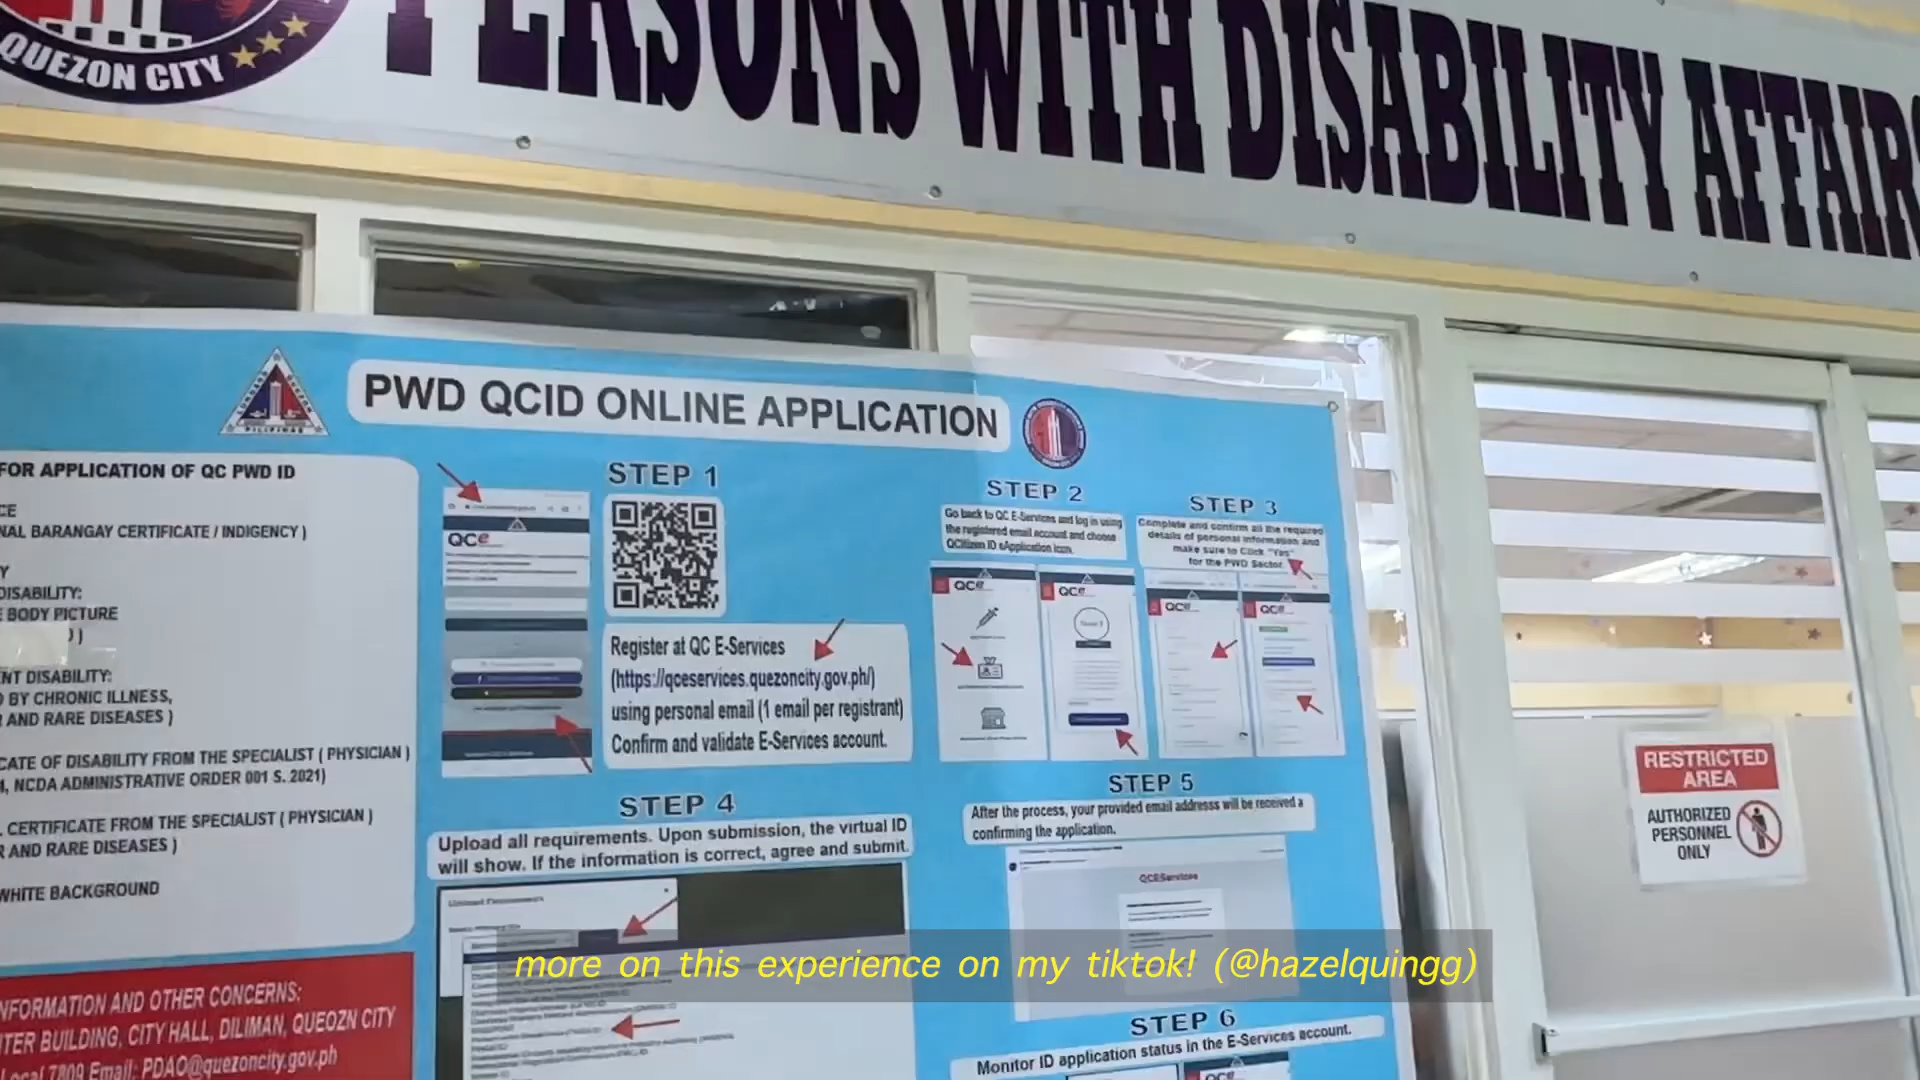 QUEZON CITY
PERSONS WITH DISABILITY AFFAIRS
PWD QCID ONLINE APPLICATION
FOR APPLICATION OF QC PWD ID
CE
NAL BARANGAY CERTIFICATE / INDIGENCY )
Y
DISABILITY:
E BODY PICTURE
D )
NT DISABILITY:
D BY CHRONIC ILLNESS,
R AND RARE DISEASES )
CATE OF DISABILITY FROM THE SPECIALIST ( PHYSICIAN )
M, NCDA ADMINISTRATIVE ORDER 001 S. 2021)
L CERTIFICATE FROM THE SPECIALIST ( PHYSICIAN )
R AND RARE DISEASES )
WHITE BACKGROUND
NFORMATION AND OTHER CONCERNS:
TER BUILDING, CITY HALL, DILIMAN, QUEOZN CITY
Local 7809 Email: PDAO@quezoncity.gov.ph
STEP 1
QCe
Register at QC E-Services
(https://qceservices.quezoncity.gov.ph/)
using personal email (1 email per registrant)
Confirm and validate E-Services account.
STEP 2
Go back to QC E-Services and log in using
the registered email account and choose
QCitizen ID eApplication icon.
QCe
QCe
STEP 3
Complete and confirm all the required
details of personal information and
make sure to Click "Yes"
for the PWD Sector.
QCe
QCe
STEP 4
Upload all requirements. Upon submission, the virtual ID
will show. If the information is correct, agree and submit.
STEP 5
After the process, your provided email addresss will be received a
confirming the application.
QCEServices
STEP 6
Monitor ID application status in the E-Services account.
QCe
RESTRICTED
AREA
AUTHORIZED
PERSONNEL
ONLY
more on this experience on my tiktok! (@hazelquingg)